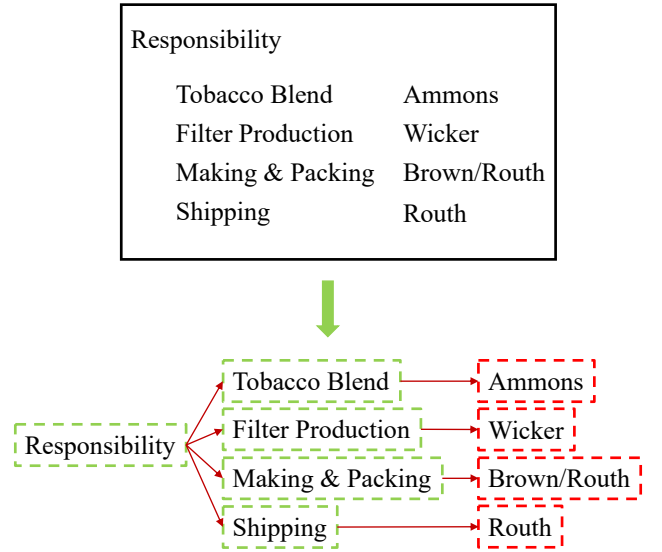 Responsibility
Tobacco Blend Ammons
Filter Production Wicker
Making & Packing Brown/Routh
Shipping Routh
Tobacco Blend Ammons
Filter Production Wicker
Responsibility
Making & Packing Brown/Routh
Shipping Routh